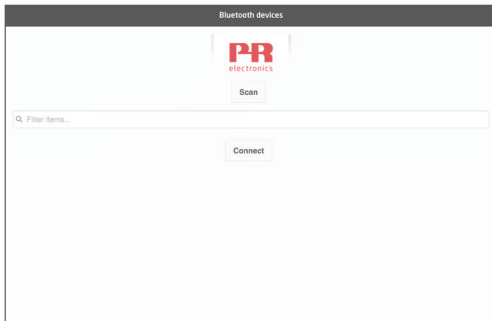 Bluetooth devices
PR
electronics
Scan
Filter items...
Connect